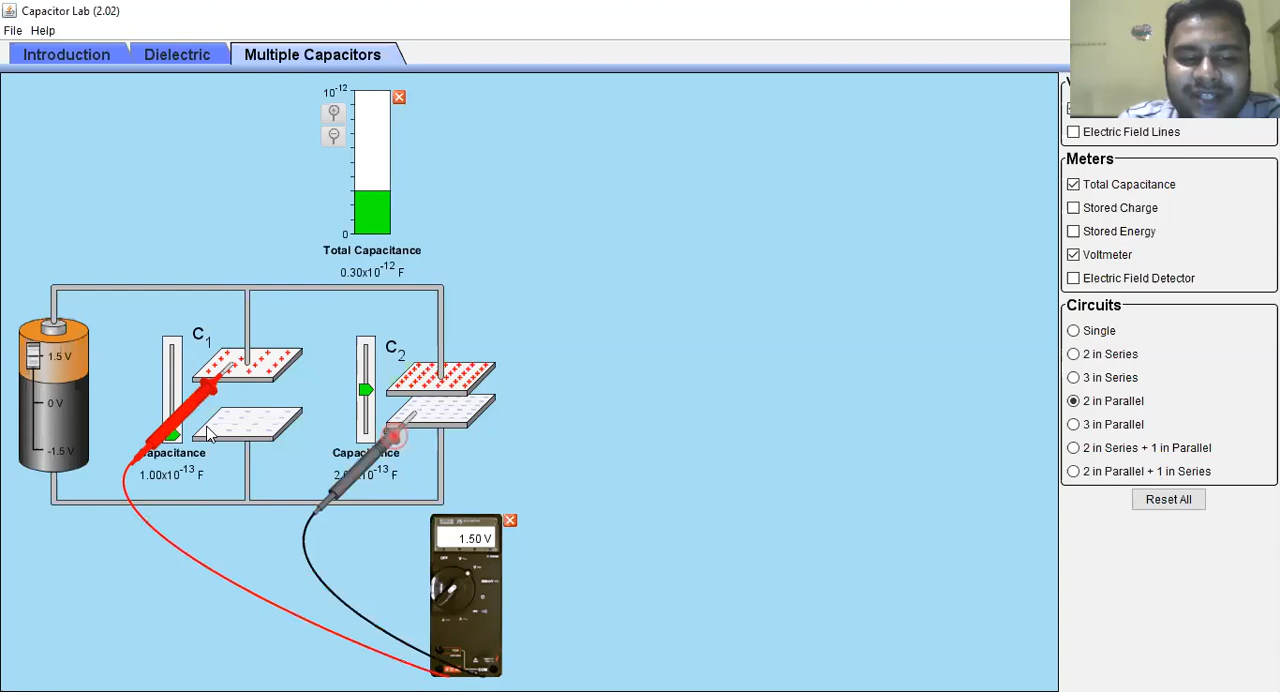 Capacitor Lab (2.02)
File Help
Introduction Dielectric Multiple Capacitors
10-12
0
Total Capacitance
0.30x10-12 F
1.5 V
0 V
-1.5 V
C1
C2
1.00x10-13 F
1.50 V
Electric Field Lines
Meters
Total Capacitance
Stored Charge
Stored Energy
Voltmeter
Electric Field Detector
Circuits
Single
2 in Series
3 in Series
2 in Parallel
3 in Parallel
2 in Series + 1 in Parallel
2 in Parallel + 1 in Series
Reset All